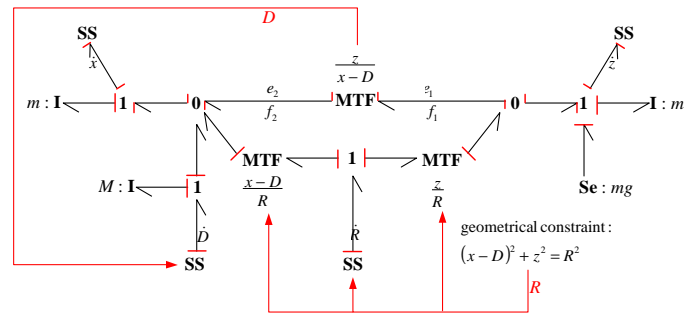 D
SS
SS
ẋ
z
ż
x − D
m : I
1
0
e₂
f₂
MTF
e₁
f₁
0
1
I : m
MTF
1
MTF
M : I
1
x − D
R
z
R
Se : mg
Ḋ
Ṙ
geometrical constraint :
(x − D)² + z² = R²
SS
SS
R